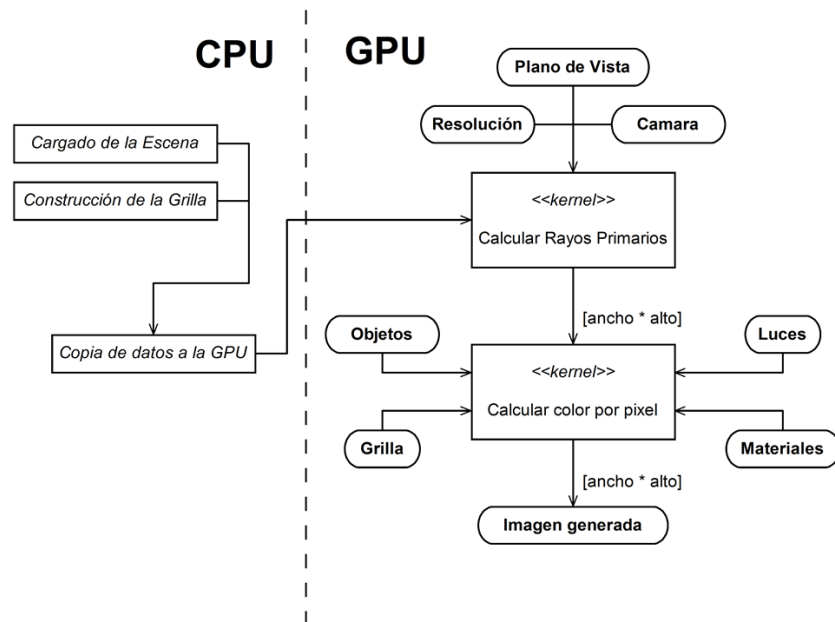 CPU
GPU
Plano de Vista
Resolución
Camara
Cargado de la Escena
Construcción de la Grilla
<<kernel>>
Calcular Rayos Primarios
[ancho * alto]
Objetos
Luces
Copia de datos a la GPU
<<kernel>>
Calcular color por pixel
Grilla
Materiales
[ancho * alto]
Imagen generada